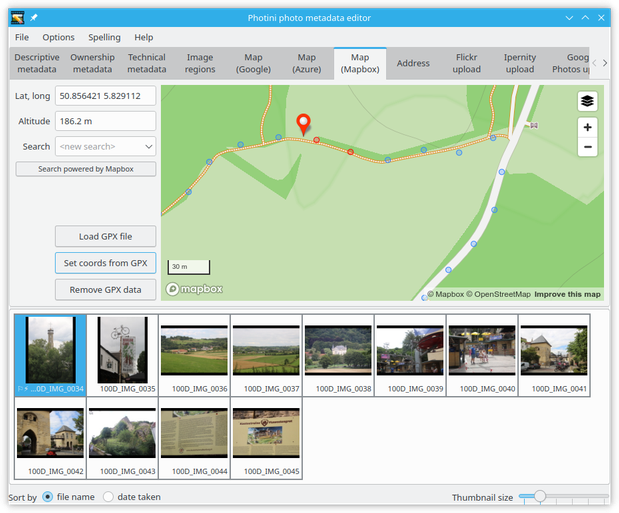 Photini photo metadata editor
File Options Spelling Help
Descriptive metadata
Ownership metadata
Technical metadata
Image regions
Map (Google)
Map (Azure)
Map (Mapbox)
Address
Flickr upload
Ipernity upload
Goog
Photos u
Lat, long 50.856421 5.829112
Altitude 186.2 m
Search <new search>
Search powered by Mapbox
Load GPX file
Set coords from GPX
Remove GPX data
+
−
30 m
mapbox
© Mapbox © OpenStreetMap Improve this map
...0D_IMG_0034
100D_IMG_0035
100D_IMG_0036
100D_IMG_0037
100D_IMG_0038
100D_IMG_0039
100D_IMG_0040
100D_IMG_0041
100D_IMG_0042
100D_IMG_0043
100D_IMG_0044
100D_IMG_0045
Sort by file name date taken
Thumbnail size